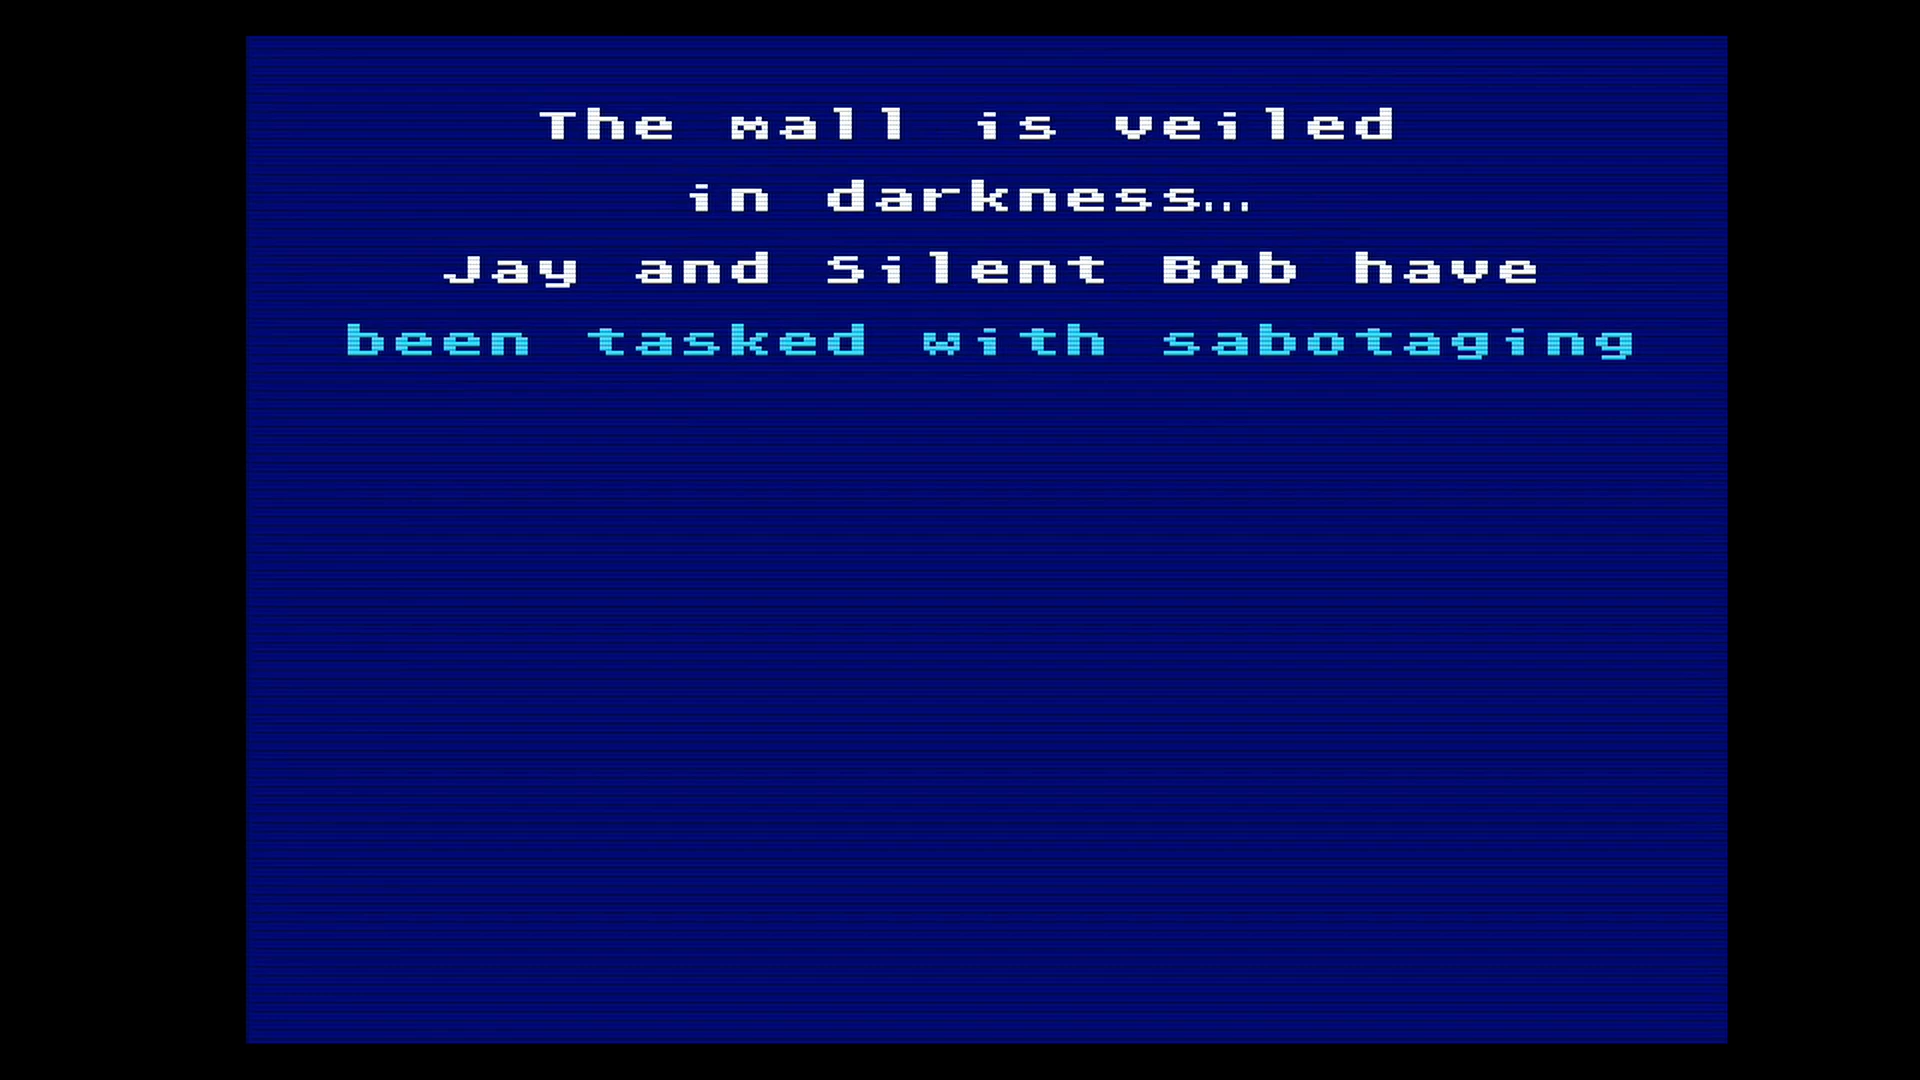 The mall is veiled
in darkness...
Jay and Silent Bob have
been tasked with sabotaging